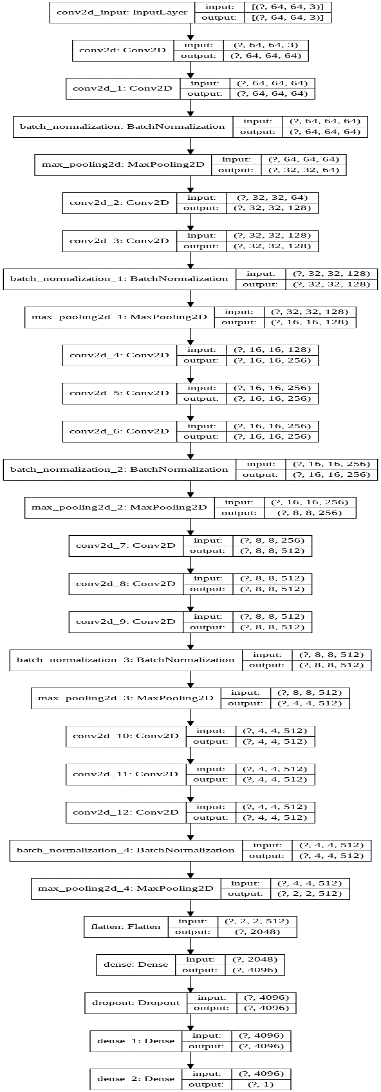 conv2d_input: InputLayer input: [(?, 64, 64, 3)]
output: [(?, 64, 64, 3)]
conv2d: Conv2D input: (?, 64, 64, 3)
output: (?, 64, 64, 64)
conv2d_1: Conv2D input: (?, 64, 64, 64)
output: (?, 64, 64, 64)
batch_normalization: BatchNormalization input: (?, 64, 64, 64)
output: (?, 64, 64, 64)
max_pooling2d: MaxPooling2D input: (?, 64, 64, 64)
output: (?, 32, 32, 64)
conv2d_2: Conv2D input: (?, 32, 32, 64)
output: (?, 32, 32, 128)
conv2d_3: Conv2D input: (?, 32, 32, 128)
output: (?, 32, 32, 128)
batch_normalization_1: BatchNormalization input: (?, 32, 32, 128)
output: (?, 32, 32, 128)
max_pooling2d_1: MaxPooling2D input: (?, 32, 32, 128)
output: (?, 16, 16, 128)
conv2d_4: Conv2D input: (?, 16, 16, 128)
output: (?, 16, 16, 256)
conv2d_5: Conv2D input: (?, 16, 16, 256)
output: (?, 16, 16, 256)
conv2d_6: Conv2D input: (?, 16, 16, 256)
output: (?, 16, 16, 256)
batch_normalization_2: BatchNormalization input: (?, 16, 16, 256)
output: (?, 16, 16, 256)
max_pooling2d_2: MaxPooling2D input: (?, 16, 16, 256)
output: (?, 8, 8, 256)
conv2d_7: Conv2D input: (?, 8, 8, 256)
output: (?, 8, 8, 512)
conv2d_8: Conv2D input: (?, 8, 8, 512)
output: (?, 8, 8, 512)
conv2d_9: Conv2D input: (?, 8, 8, 512)
output: (?, 8, 8, 512)
batch_normalization_3: BatchNormalization input: (?, 8, 8, 512)
output: (?, 8, 8, 512)
max_pooling2d_3: MaxPooling2D input: (?, 8, 8, 512)
output: (?, 4, 4, 512)
conv2d_10: Conv2D input: (?, 4, 4, 512)
output: (?, 4, 4, 512)
conv2d_11: Conv2D input: (?, 4, 4, 512)
output: (?, 4, 4, 512)
conv2d_12: Conv2D input: (?, 4, 4, 512)
output: (?, 4, 4, 512)
batch_normalization_4: BatchNormalization input: (?, 4, 4, 512)
output: (?, 4, 4, 512)
max_pooling2d_4: MaxPooling2D input: (?, 4, 4, 512)
output: (?, 2, 2, 512)
flatten: Flatten input: (?, 2, 2, 512)
output: (?, 2048)
dense: Dense input: (?, 2048)
output: (?, 4096)
dropout: Dropout input: (?, 4096)
output: (?, 4096)
dense_1: Dense input: (?, 4096)
output: (?, 4096)
dense_2: Dense input: (?, 4096)
output: (?, 1)